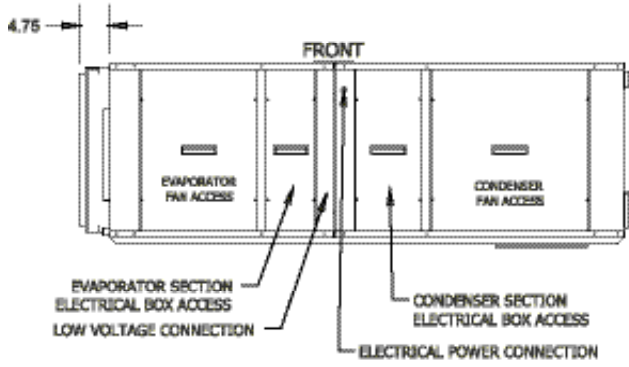 4.75
FRONT
EVAPORATOR
FAN ACCESS
CONDENSER
FAN ACCESS
EVAPORATOR SECTION
ELECTRICAL BOX ACCESS
LOW VOLTAGE CONNECTION
CONDENSER SECTION
ELECTRICAL BOX ACCESS
ELECTRICAL POWER CONNECTION